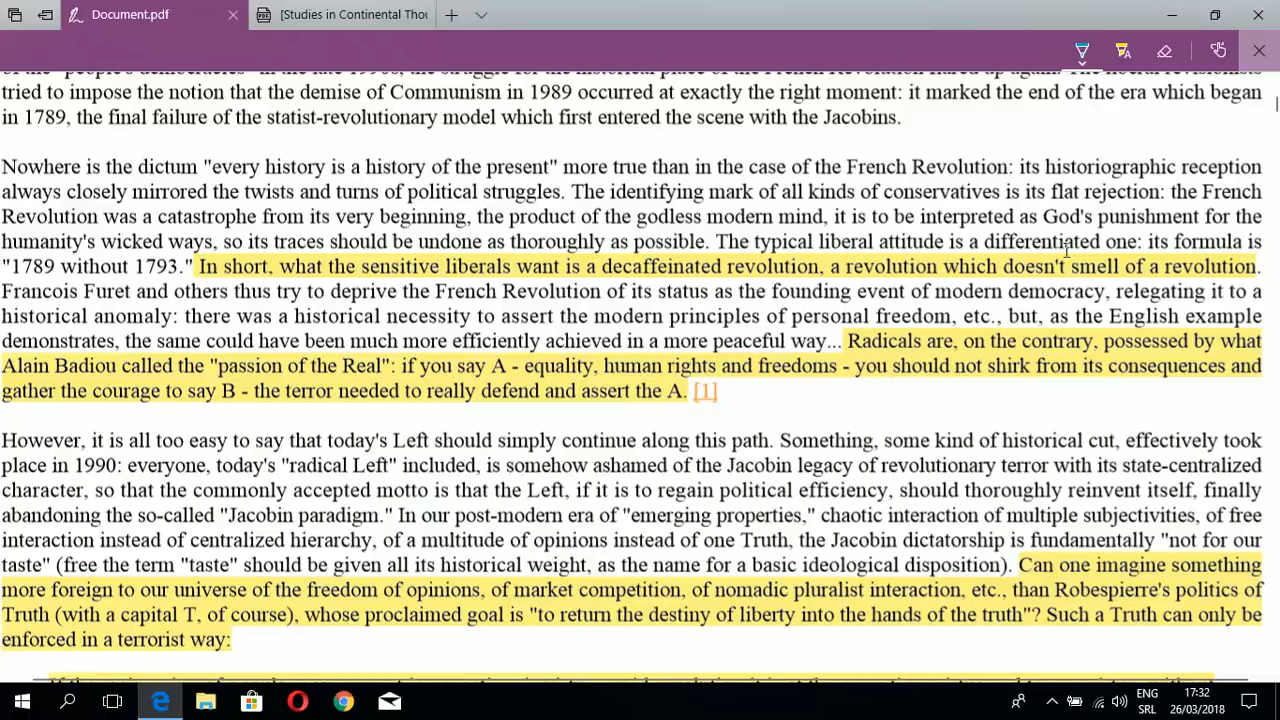 Document.pdf
[Studies in Continental Thou
of the "people's democracies" in the late 1990s, the struggle for the historical place of the French Revolution flared up again. The liberal revisionists
tried to impose the notion that the demise of Communism in 1989 occurred at exactly the right moment: it marked the end of the era which began
in 1789, the final failure of the statist-revolutionary model which first entered the scene with the Jacobins.
Nowhere is the dictum "every history is a history of the present" more true than in the case of the French Revolution: its historiographic reception
always closely mirrored the twists and turns of political struggles. The identifying mark of all kinds of conservatives is its flat rejection: the French
Revolution was a catastrophe from its very beginning, the product of the godless modern mind, it is to be interpreted as God's punishment for the
humanity's wicked ways, so its traces should be undone as thoroughly as possible. The typical liberal attitude is a differentiated one: its formula is
"1789 without 1793." In short, what the sensitive liberals want is a decaffeinated revolution, a revolution which doesn't smell of a revolution.
Francois Furet and others thus try to deprive the French Revolution of its status as the founding event of modern democracy, relegating it to a
historical anomaly: there was a historical necessity to assert the modern principles of personal freedom, etc., but, as the English example
demonstrates, the same could have been much more efficiently achieved in a more peaceful way... Radicals are, on the contrary, possessed by what
Alain Badiou called the "passion of the Real": if you say A - equality, human rights and freedoms - you should not shirk from its consequences and
gather the courage to say B - the terror needed to really defend and assert the A. [1]
However, it is all too easy to say that today's Left should simply continue along this path. Something, some kind of historical cut, effectively took
place in 1990: everyone, today's "radical Left" included, is somehow ashamed of the Jacobin legacy of revolutionary terror with its state-centralized
character, so that the commonly accepted motto is that the Left, if it is to regain political efficiency, should thoroughly reinvent itself, finally
abandoning the so-called "Jacobin paradigm." In our post-modern era of "emerging properties," chaotic interaction of multiple subjectivities, of free
interaction instead of centralized hierarchy, of a multitude of opinions instead of one Truth, the Jacobin dictatorship is fundamentally "not for our
taste" (free the term "taste" should be given all its historical weight, as the name for a basic ideological disposition). Can one imagine something
more foreign to our universe of the freedom of opinions, of market competition, of nomadic pluralist interaction, etc., than Robespierre's politics of
Truth (with a capital T, of course), whose proclaimed goal is "to return the destiny of liberty into the hands of the truth"? Such a Truth can only be
enforced in a terrorist way:
ENG
SRL
17:32
26/03/2018